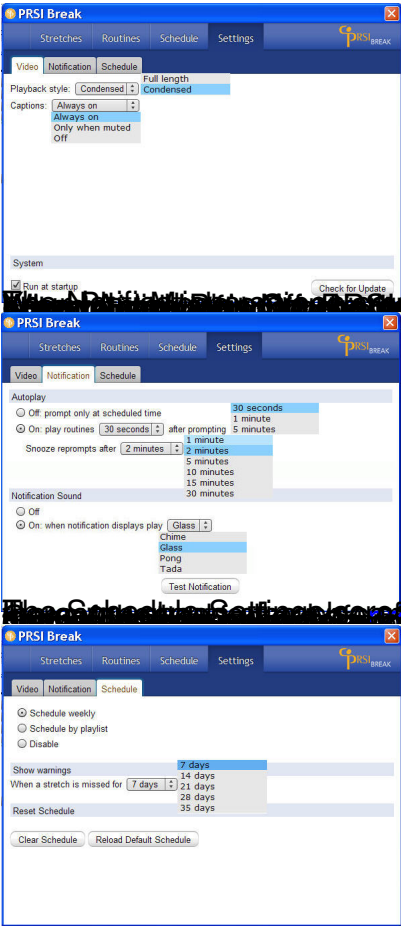 PRSI Break
Stretches Routines Schedule Settings PRSI BREAK
Video Notification Schedule
Full length
Playback style: Condensed Condensed
Captions: Always on
Always on
Only when muted
Off
System
Run at startup Check for Update
PRSI Break
Stretches Routines Schedule Settings PRSI BREAK
Video Notification Schedule
Autoplay
Off: prompt only at scheduled time 30 seconds
1 minute
On: play routines 30 seconds after prompting 5 minutes
1 minute
Snooze reprompts after 2 minutes 2 minutes
5 minutes
10 minutes
15 minutes
30 minutes
Notification Sound
Off
On: when notification displays play Glass
Chime
Glass
Pong
Tada
Test Notification
The Schedule Settings
PRSI Break
Stretches Routines Schedule Settings PRSI BREAK
Video Notification Schedule
Schedule weekly
Schedule by playlist
Disable
Show warnings 7 days
14 days
When a stretch is missed for 7 days 21 days
28 days
Reset Schedule 35 days
Clear Schedule Reload Default Schedule